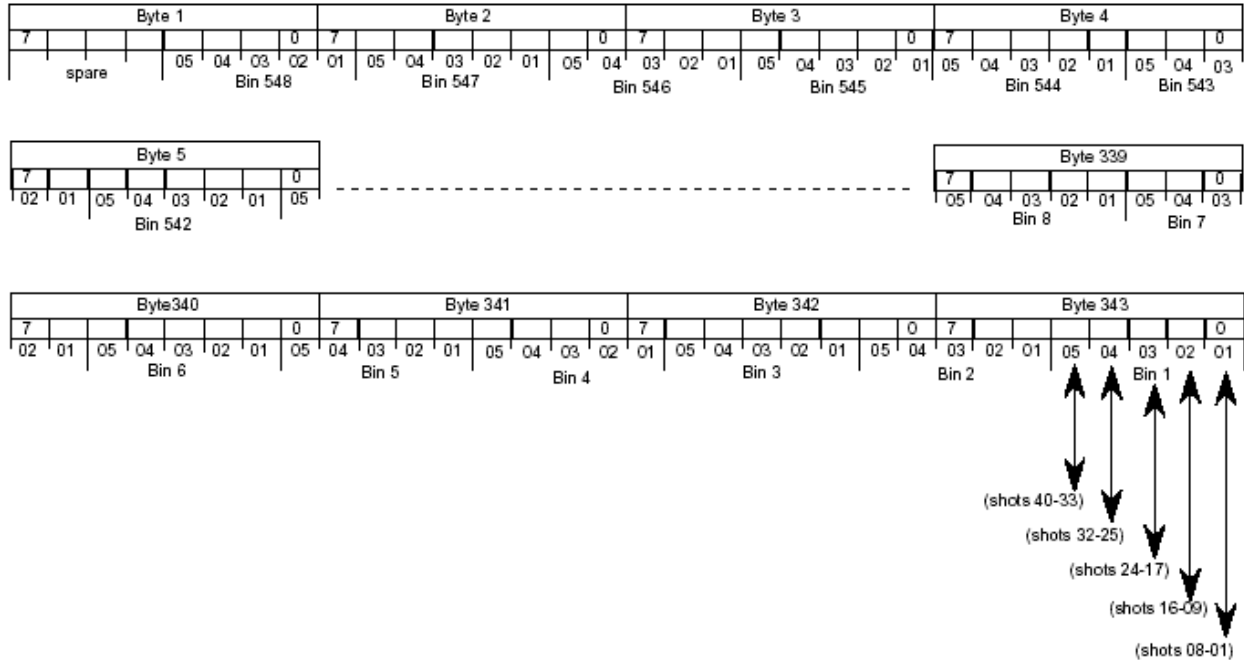 Byte 1 Byte 2 Byte 3 Byte 4
7 0 7 0 7 0 7 0
05 04 03 02 01 05 04 03 02 01 05 04 03 02 01 05 04 03 02 01 05 04 03 02 01 05 04 03
spare Bin 548 Bin 547 Bin 546 Bin 545 Bin 544 Bin 543
Byte 5 Byte 339
7 0 7 0
02 01 05 04 03 02 01 05 05 04 03 02 01 05 04 03
Bin 542 Bin 8 Bin 7
Byte340 Byte 341 Byte 342 Byte 343
7 0 7 0 7 0 7 0
02 01 05 04 03 02 01 05 04 03 02 01 05 04 03 02 01 05 04 03 02 01 05 04 03 02 01 05 04 03 02 01
Bin 6 Bin 5 Bin 4 Bin 3 Bin 2 Bin 1
(shots 40-33)
(shots 32-25)
(shots 24-17)
(shots 16-09)
(shots 08-01)